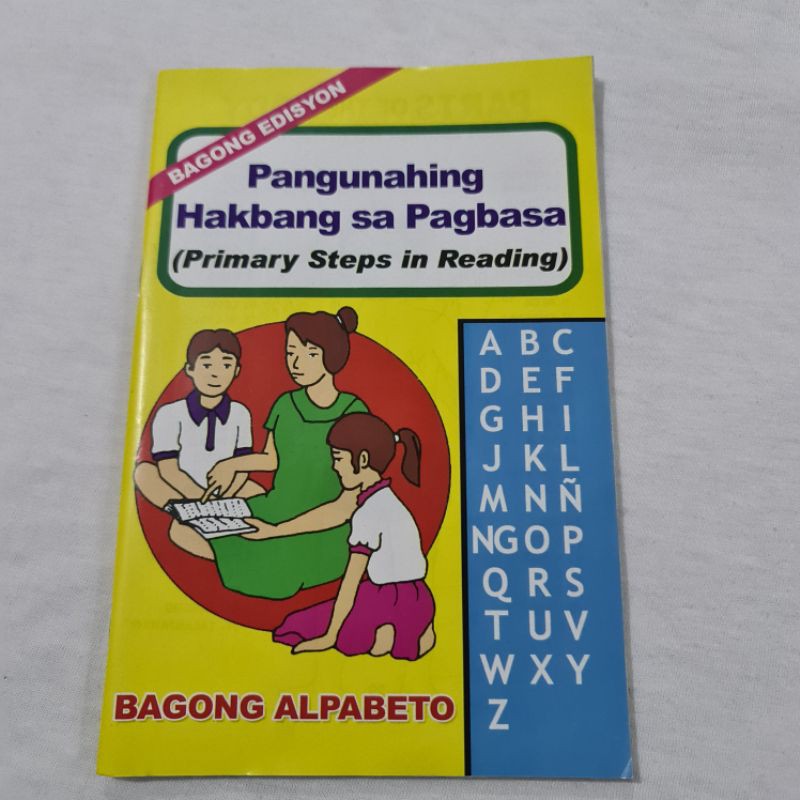 BAGONG EDISYON
Pangunahing
Hakbang sa Pagbasa
(Primary Steps in Reading)
A B C
D E F
G H I
J K L
M N Ñ
NG O P
Q R S
T U V
W X Y
Z
BAGONG ALPABETO